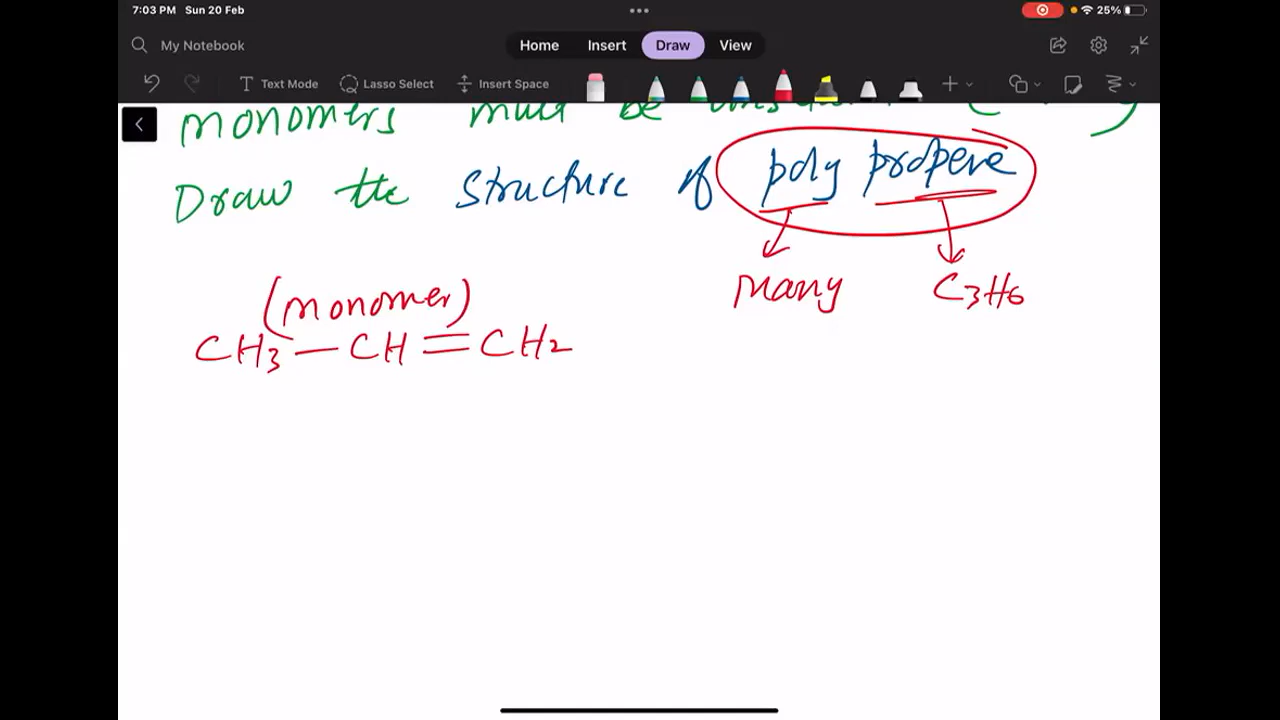 7:03 PM Sun 20 Feb
25%
My Notebook
Home Insert Draw View
Text Mode Lasso Select Insert Space
monomers must be
Draw the structure of poly propene
many C3H6
(monomer)
CH3—CH=CH2